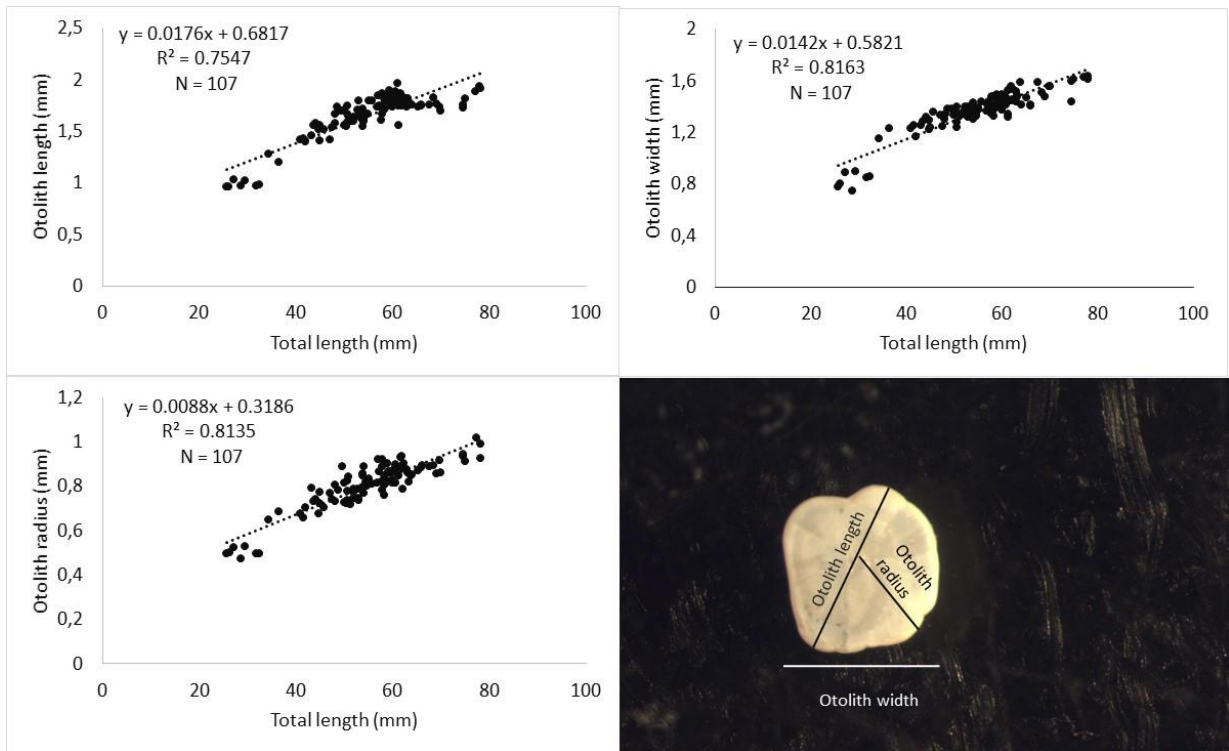 2,5
y = 0.0176x + 0.6817
R² = 0.7547
N = 107
2
1,5
1
0,5
0
Otolith length (mm)
0 20 40 60 80 100
Total length (mm)
2
y = 0.0142x + 0.5821
R² = 0.8163
N = 107
1,6
1,2
0,8
0,4
0
Otolith width (mm)
0 20 40 60 80 100
Total length (mm)
1,2
y = 0.0088x + 0.3186
R² = 0.8135
N = 107
1
0,8
0,6
0,4
0,2
0
Otolith radius (mm)
0 20 40 60 80 100
Total length (mm)
Otolith length
Otolith
radius
Otolith width